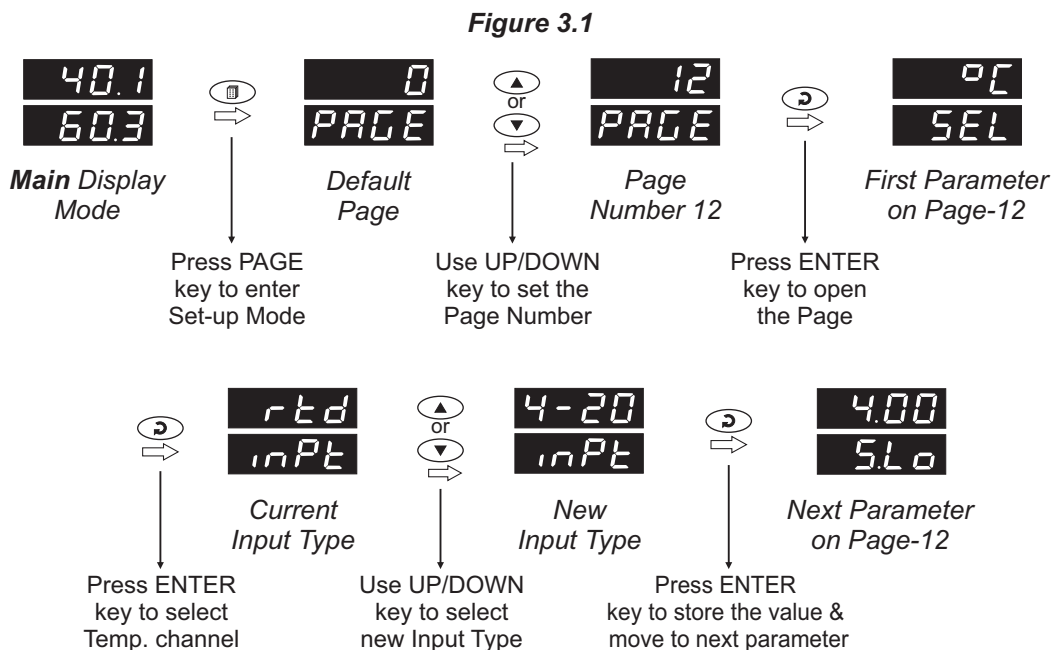 Figure 3.1
40.1
60.3
Main Display
Mode
0
PAGE
Default
Page
or
12
PAGE
Page
Number 12
°C
SEL
First Parameter
on Page-12
Press PAGE
key to enter
Set-up Mode
Use UP/DOWN
key to set the
Page Number
Press ENTER
key to open
the Page
rtd
inPt
Current
Input Type
or
4-20
inPt
New
Input Type
4.00
S.Lo
Next Parameter
on Page-12
Press ENTER
key to select
Temp. channel
Use UP/DOWN
key to select
new Input Type
Press ENTER
key to store the value &
move to next parameter